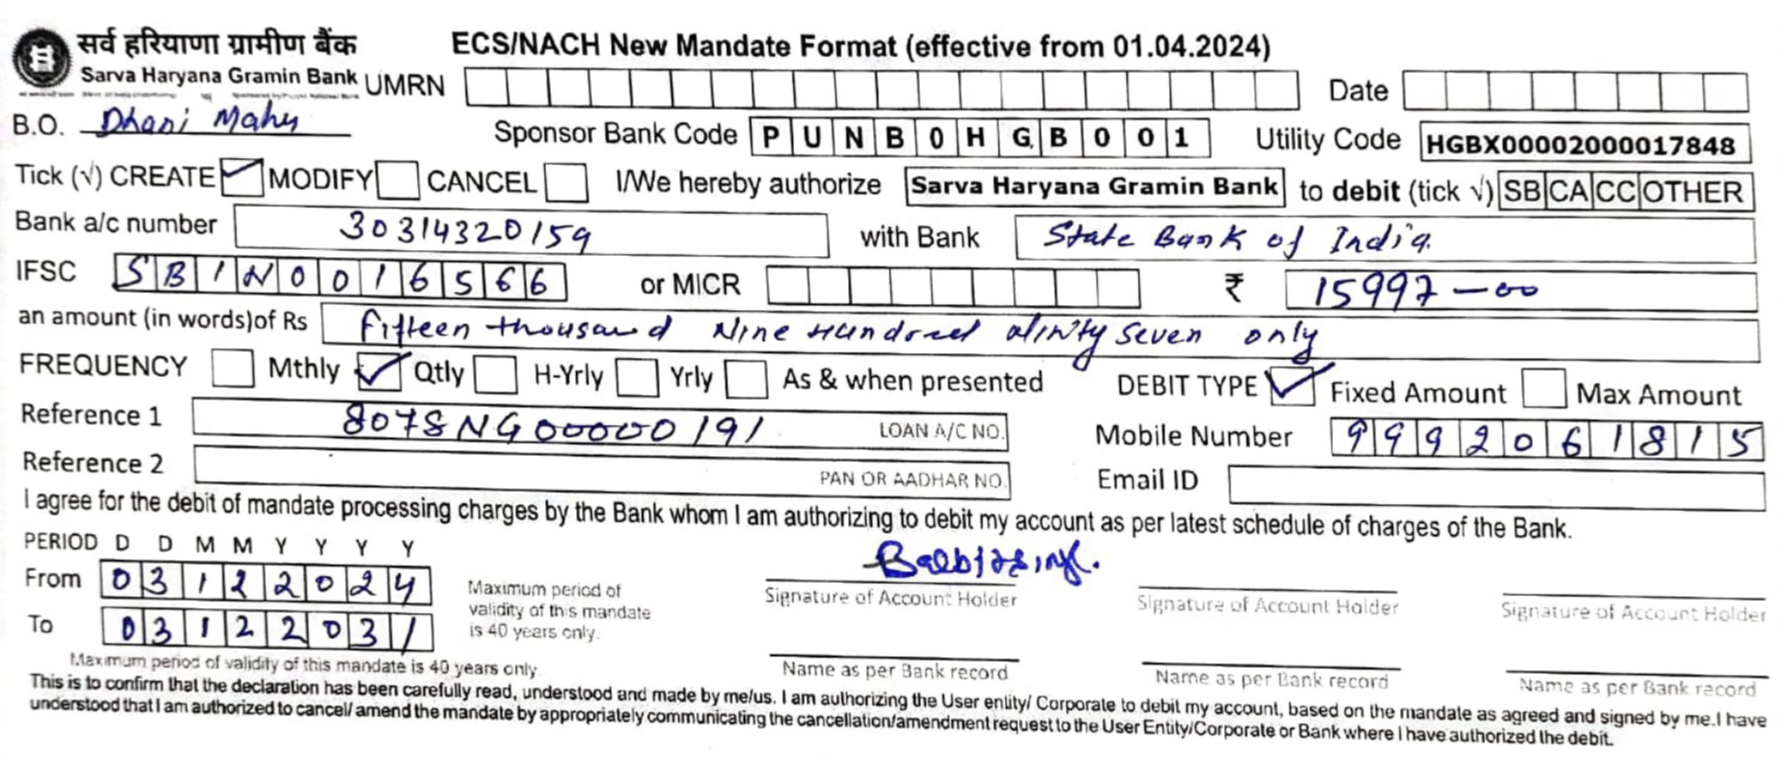 सर्व हरियाणा ग्रामीण बैंक
Sarva Haryana Gramin Bank
ECS/NACH New Mandate Format (effective from 01.04.2024)
UMRN Date
B.O. Dhani Mahu Sponsor Bank Code PUNB0HGB001 Utility Code HGBX00002000017848
Tick (√) CREATE ✓ MODIFY CANCEL I/We hereby authorize Sarva Haryana Gramin Bank to debit (tick √) SB CA CC OTHER
Bank a/c number 30314320159 with Bank State Bank of India
IFSC SBIN0016566 or MICR ₹ 15997-00
an amount (in words)of Rs Fifteen thousand Nine Hundred Ninty Seven only
FREQUENCY Mthly ✓ Qtly H-Yrly Yrly As & when presented DEBIT TYPE ✓ Fixed Amount Max Amount
Reference 1 8078NG00000191 LOAN A/C NO. Mobile Number 9992061815
Reference 2 PAN OR AADHAR NO. Email ID
I agree for the debit of mandate processing charges by the Bank whom I am authorizing to debit my account as per latest schedule of charges of the Bank.
PERIOD D D M M Y Y Y Y
From 03122024
To 03122031
Maximum period of
validity of this mandate
is 40 years only.
Balbir Singh.
Signature of Account Holder Signature of Account Holder Signature of Account Holder
Maximum period of validity of this mandate is 40 years only
Name as per Bank record Name as per Bank record Name as per Bank record
This is to confirm that the declaration has been carefully read, understood and made by me/us. I am authorizing the User entity/ Corporate to debit my account, based on the mandate as agreed and signed by me.I have
understood that I am authorized to cancel/ amend the mandate by appropriately communicating the cancellation/amendment request to the User Entity/Corporate or Bank where I have authorized the debit.